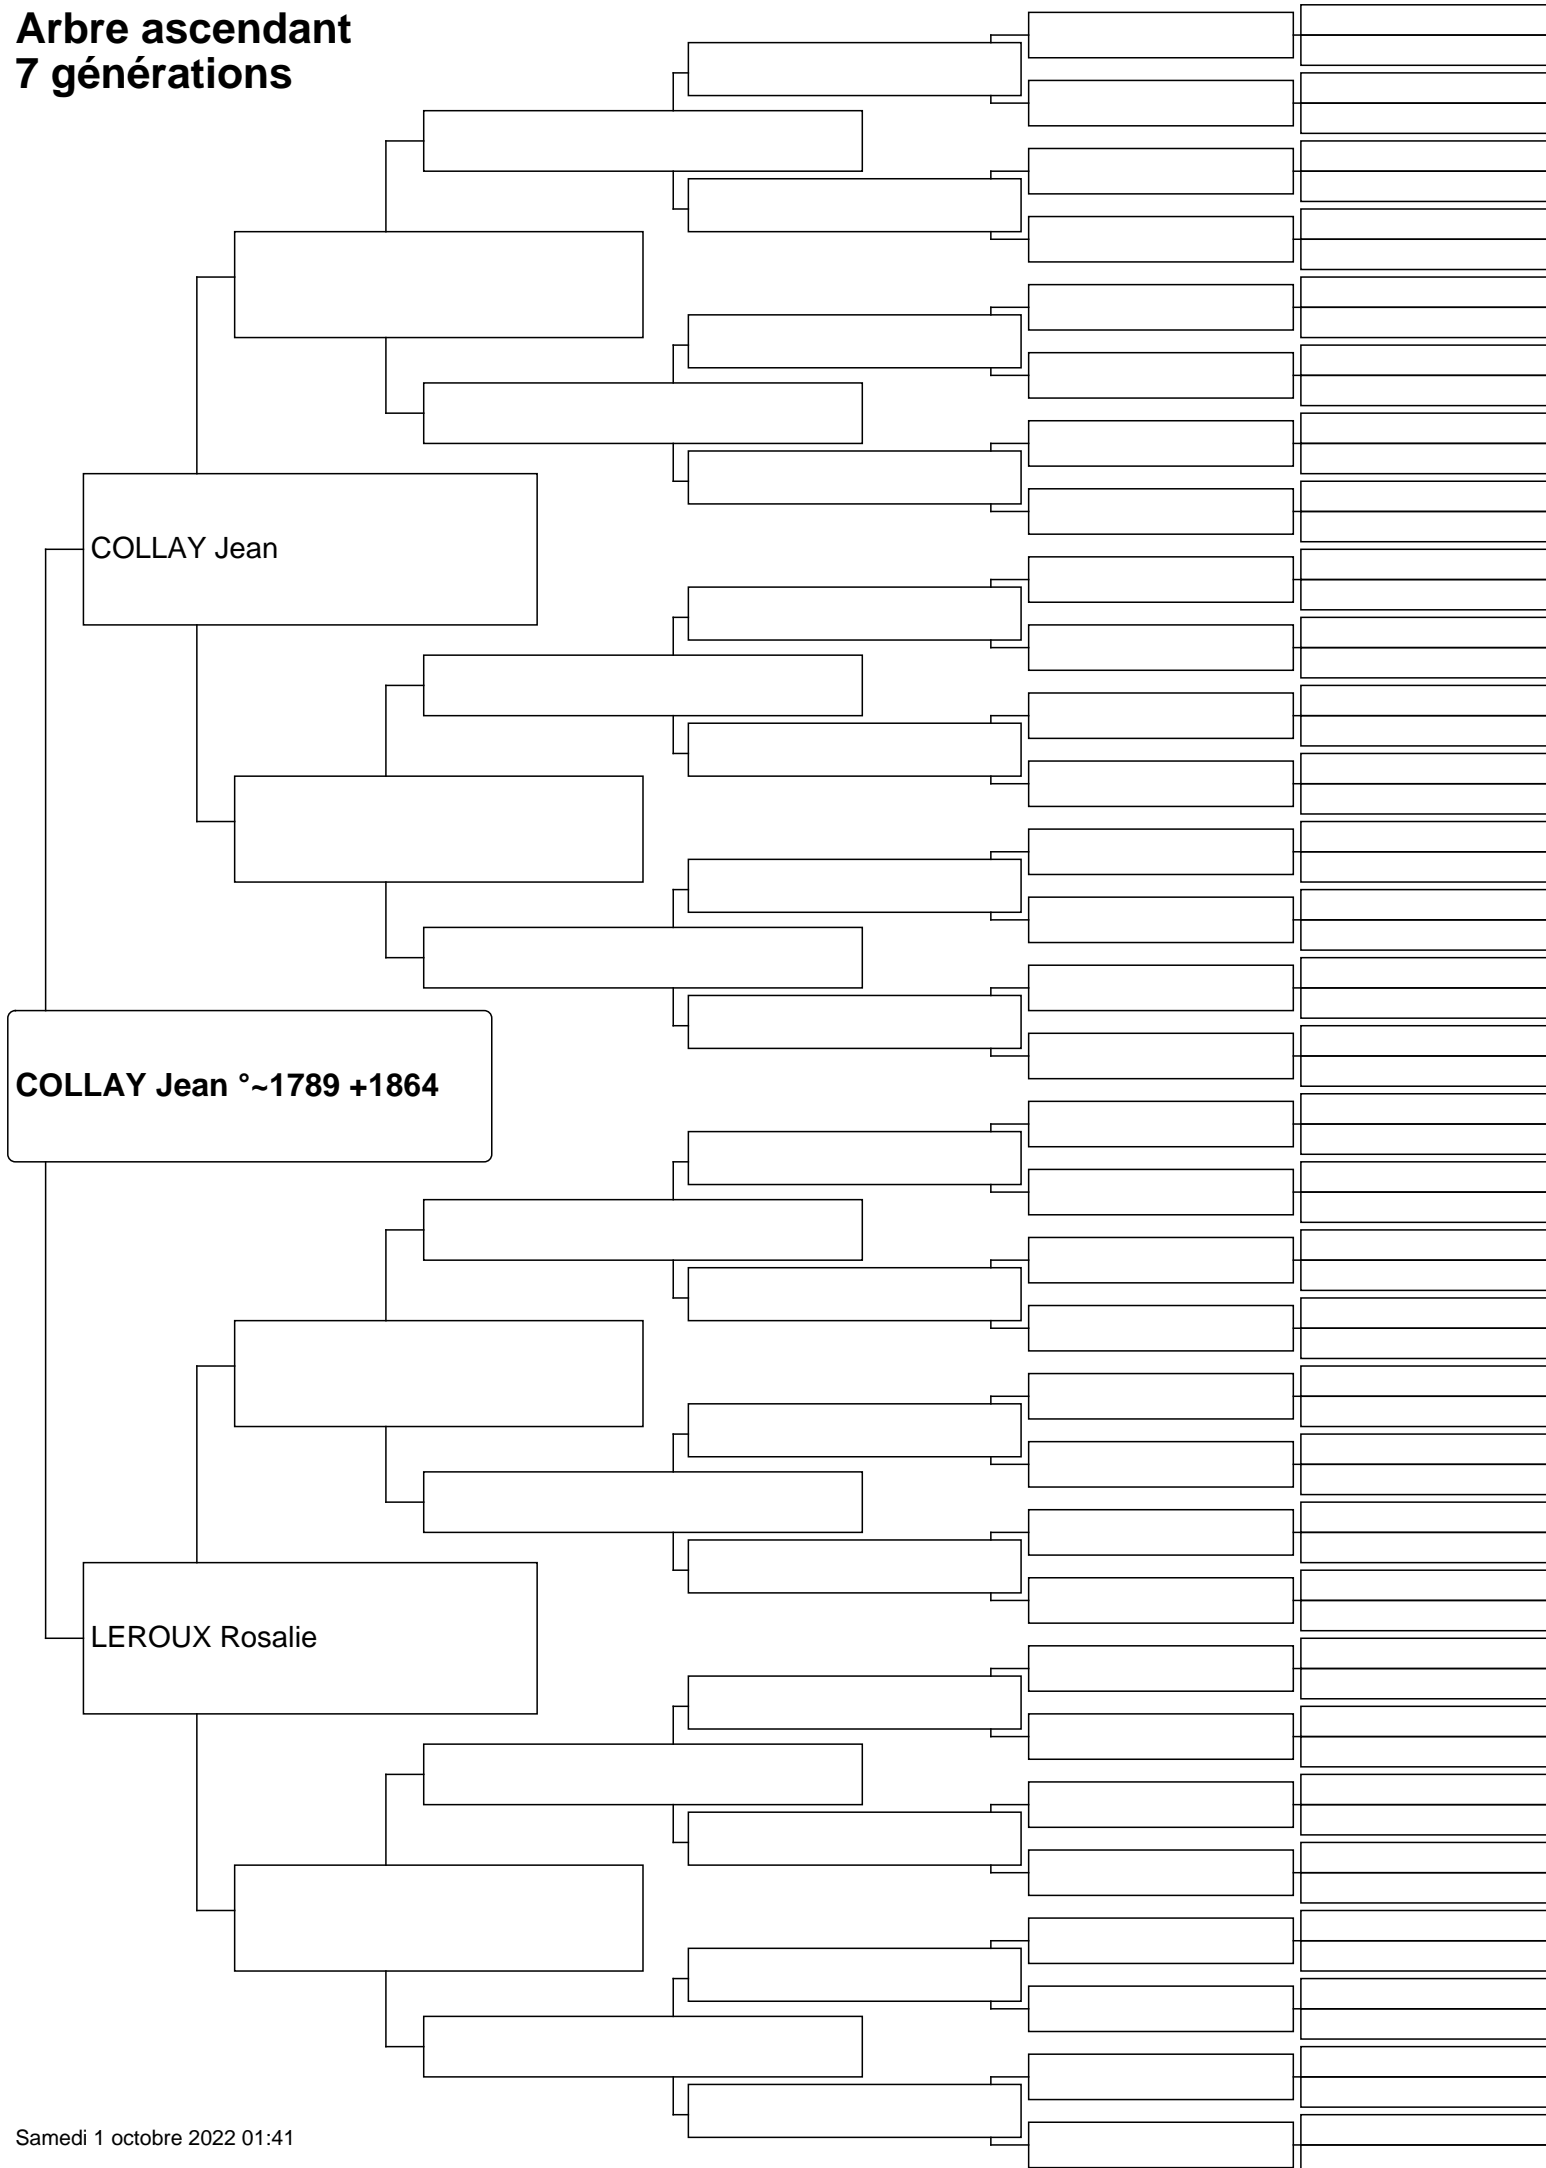 Arbre ascendant
7 générations
COLLAY Jean
COLLAY Jean °~1789 +1864
LEROUX Rosalie
Samedi 1 octobre 2022 01:41